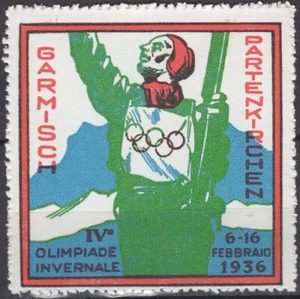 GARMISCH
PARTENKIRCHEN
IVª
OLIMPIADE
INVERNALE
6-16
FEBBRAIO
1936